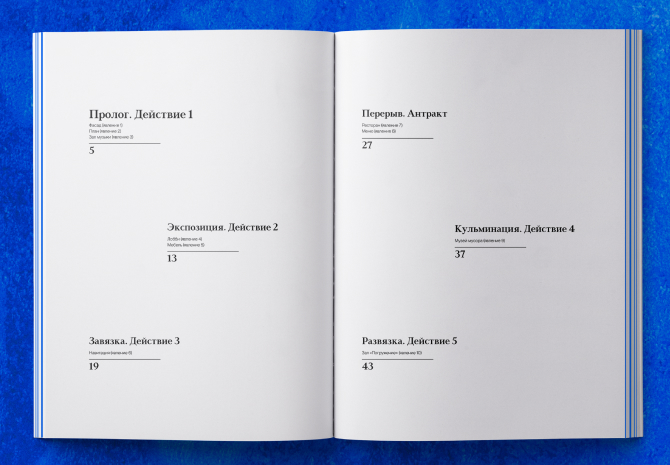 Пролог. Действие 1
Фасад (явление 1)
План (явление 2)
Зал музыки (явление 3)
5
Экспозиция. Действие 2
Лобби (явление 4)
Мебель (явление 5)
13
Завязка. Действие 3
Навигация (явление 6)
19
Перерыв. Антракт
Ресторан (явление 7)
Меню (явление 8)
27
Кульминация. Действие 4
Музей мусора (явление 9)
37
Развязка. Действие 5
Зал «Погружение» (явление 10)
43